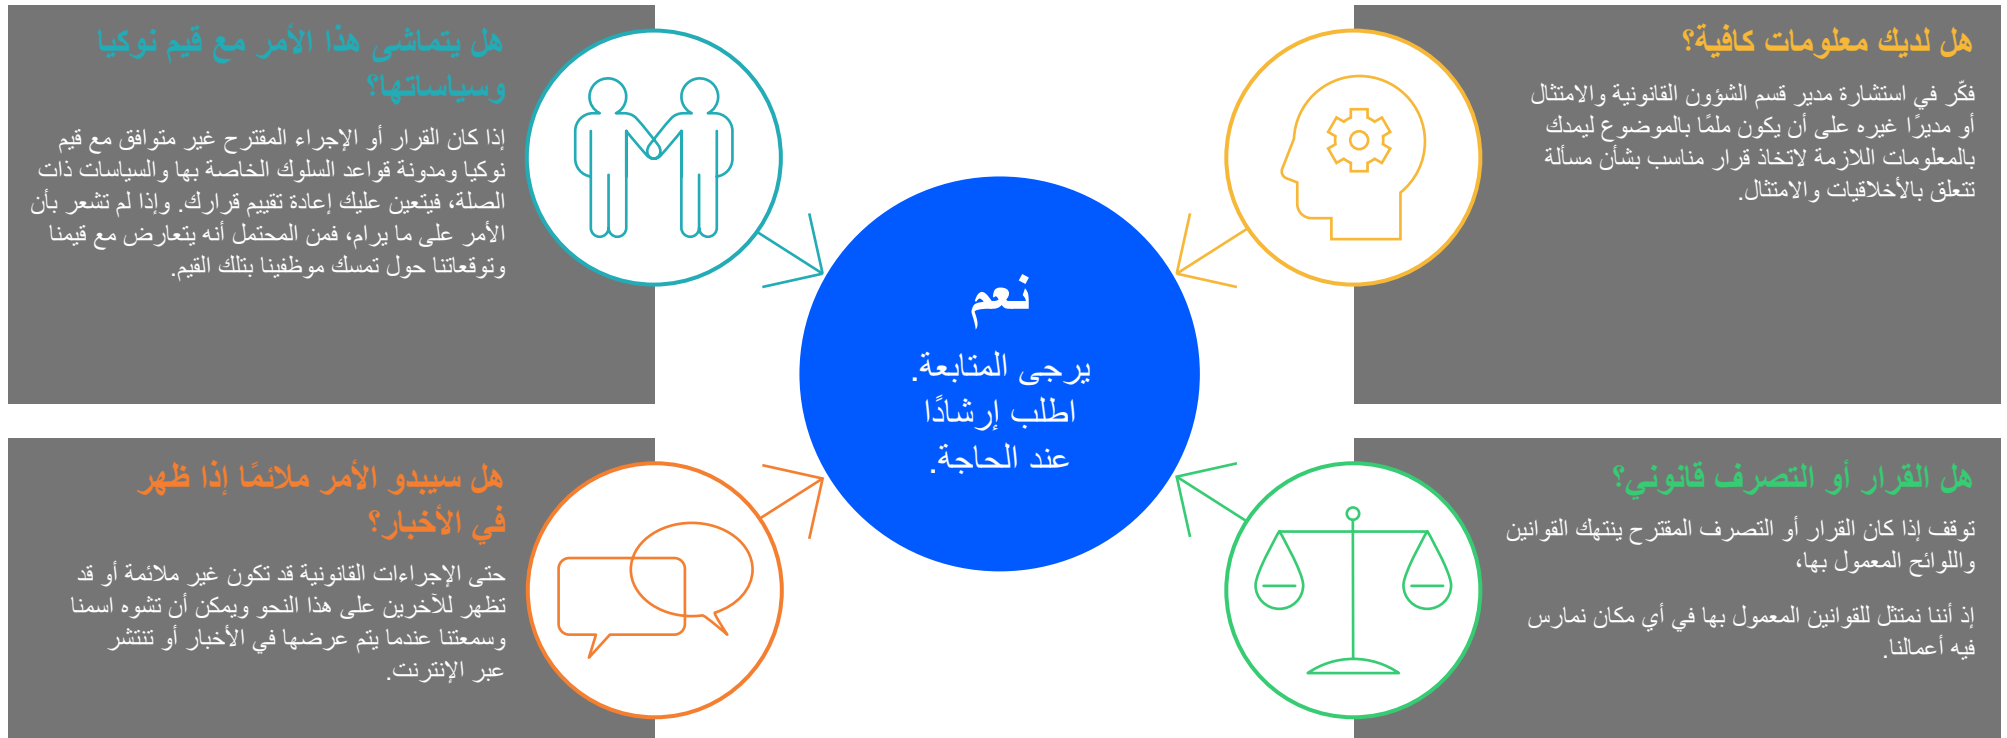 هل لديك معلومات كافية؟
فكّر في استشارة مدير قسم الشؤون القانونية والامتثال
أو مديرًا غيره على أن يكون ملمًا بالموضوع ليمدك
بالمعلومات اللازمة لاتخاذ قرار مناسب بشأن مسألة
تتعلق بالأخلاقيات والامتثال.
هل يتماشى هذا الأمر مع قيم نوكيا
وسياساتها؟
إذا كان القرار أو الإجراء المقترح غير متوافق مع قيم
نوكيا ومدونة قواعد السلوك الخاصة بها والسياسات ذات
الصلة، فيتعين عليك إعادة تقييم قرارك. وإذا لم تشعر بأن
الأمر على ما يرام، فمن المحتمل أنه يتعارض مع قيمنا
وتوقعاتنا حول تمسك موظفينا بتلك القيم.
نعم
يرجى المتابعة.
اطلب إرشادًا
عند الحاجة.
هل القرار أو التصرف قانوني؟
توقف إذا كان القرار أو التصرف المقترح ينتهك القوانين
واللوائح المعمول بها،
إذ أننا نمتثل للقوانين المعمول بها في أي مكان نمارس
فيه أعمالنا.
هل سيبدو الأمر ملائمًا إذا ظهر
في الأخبار؟
حتى الإجراءات القانونية قد تكون غير ملائمة أو قد
تظهر للآخرين على هذا النحو ويمكن أن تشوه اسمنا
وسمعتنا عندما يتم عرضها في الأخبار أو تنتشر
عبر الإنترنت.